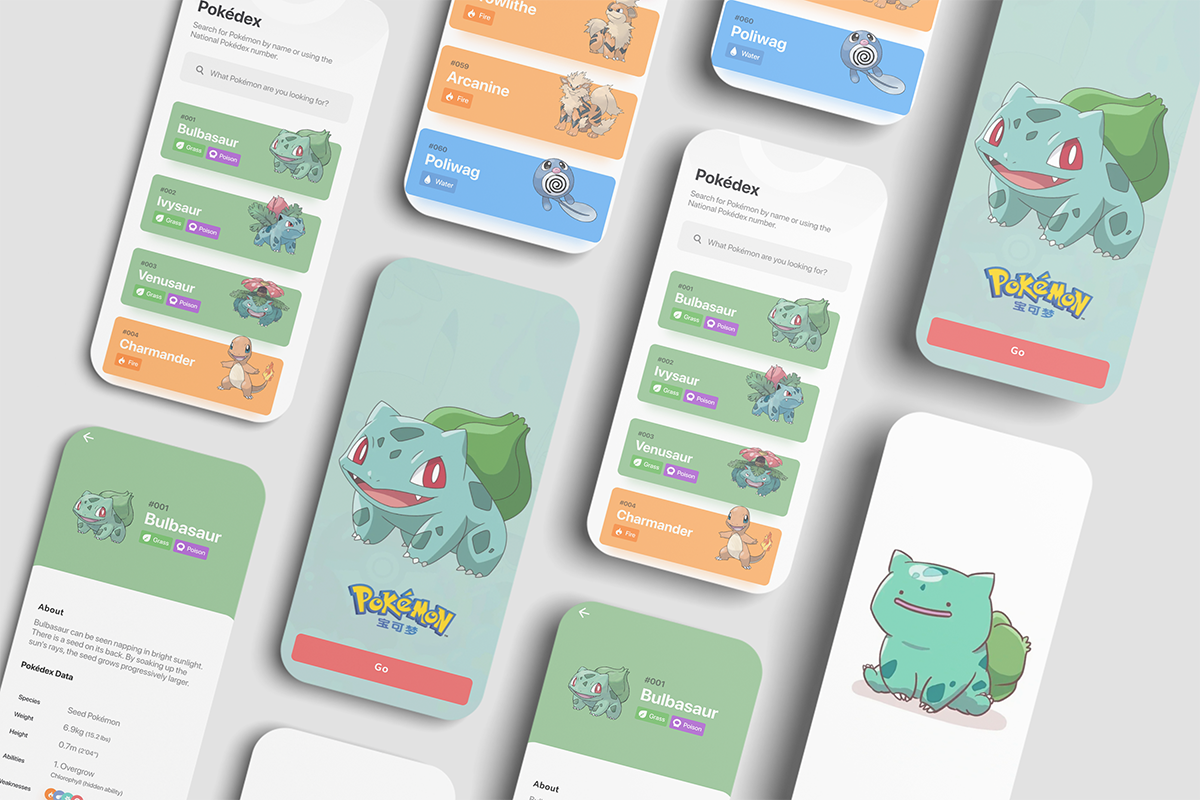 Pokédex
Search for Pokémon by name or using the
National Pokédex number.
What Pokémon are you looking for?
#001
Bulbasaur
Grass
Poison
#002
Ivysaur
Grass
Poison
#003
Venusaur
Grass
Poison
#004
Charmander
Fire
Fire
#059
Arcanine
Fire
#060
Poliwag
Water
#060
Poliwag
Water
Pokédex
Search for Pokémon by name or using the
National Pokédex number.
What Pokémon are you looking for?
#001
Bulbasaur
Grass
Poison
#002
Ivysaur
Grass
Poison
#003
Venusaur
Grass
Poison
#004
Charmander
Fire
POKéMON
宝可梦
Go
#001
Bulbasaur
Grass
Poison
About
Bulbasaur can be seen napping in bright sunlight.
There is a seed on its back. By soaking up the
sun's rays, the seed grows progressively larger.
Pokédex Data
Species
Seed Pokémon
Weight
6.9kg (15.2 lbs)
Height
0.7m (2'04")
Abilities
1. Overgrow
Chlorophyll (hidden ability)
POKéMON
宝可梦
Go
#001
Bulbasaur
Grass
Poison
About